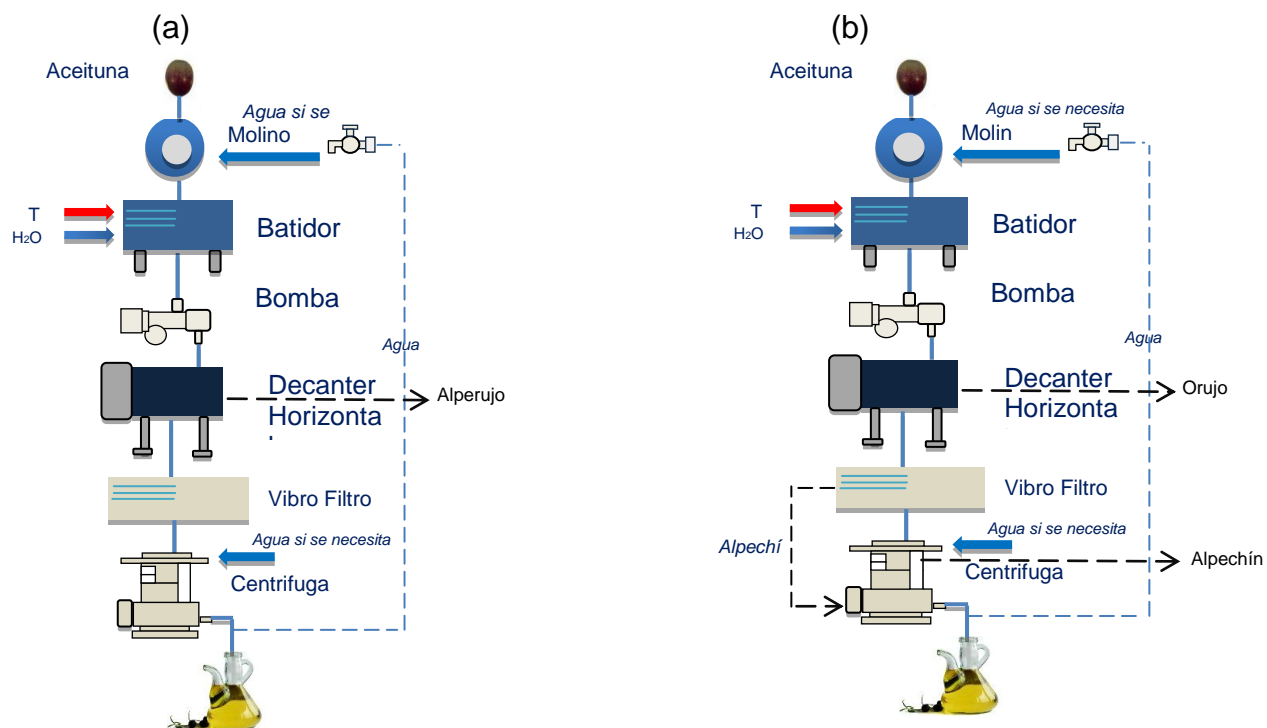 (a)
Aceituna
Agua si se
Molino
T
H2O
Batidor
Bomba
Agua
Decanter
Horizonta
l
Alperujo
Vibro Filtro
Agua si se necesita
Centrifuga
(b)
Aceituna
Agua si se necesita
Molin
T
H2O
Batidor
Bomba
Agua
Decanter
Horizonta
Orujo
Vibro Filtro
Alpechí
Agua si se necesita
Centrifuga
Alpechín